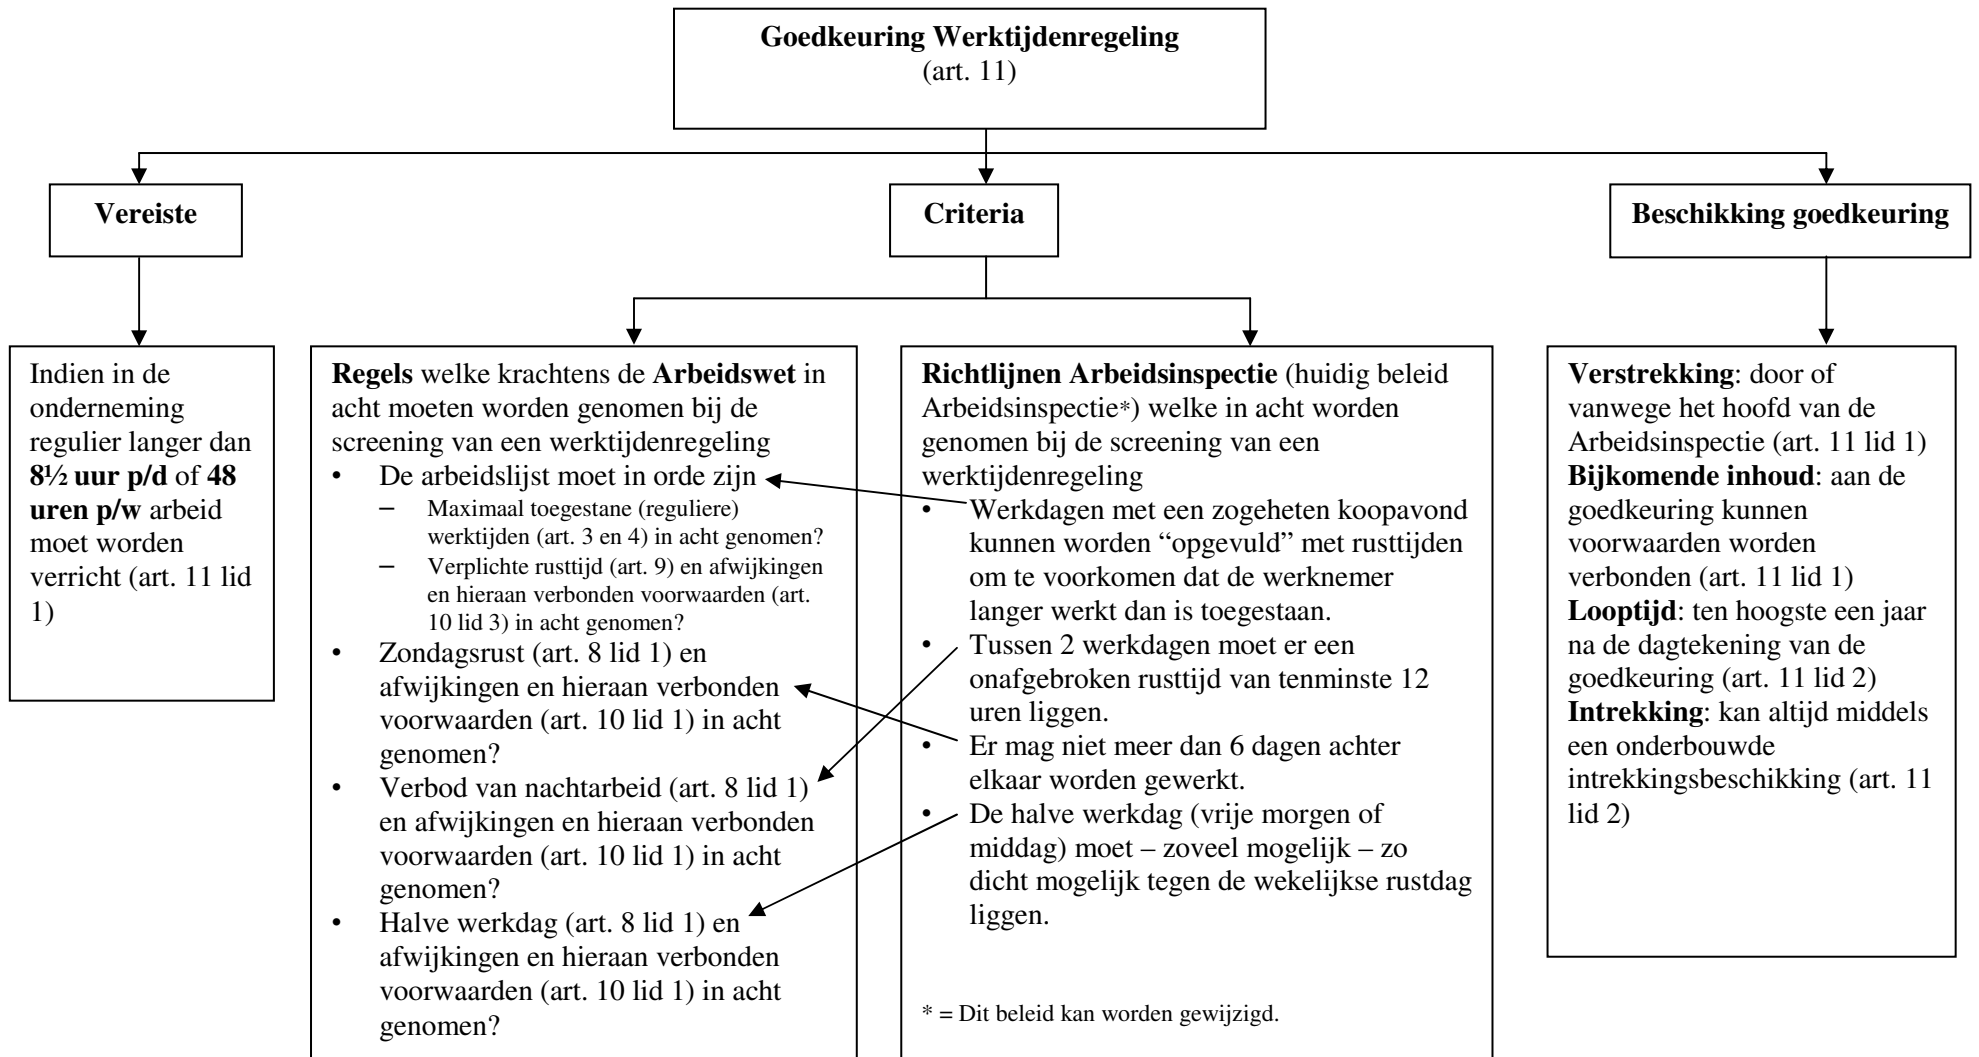 Goedkeuring Werktijdenregeling
(art. 11)
Vereiste
Criteria
Beschikking goedkeuring
Indien in de
onderneming
regulier langer dan
8½ uur p/d of 48
uren p/w arbeid
moet worden
verricht (art. 11 lid
1)
Regels welke krachtens de Arbeidswet in
acht moeten worden genomen bij de
screening van een werktijdenregeling
• De arbeidslijst moet in orde zijn
– Maximaal toegestane (reguliere)
werktijden (art. 3 en 4) in acht genomen?
– Verplichte rusttijd (art. 9) en afwijkingen
en hieraan verbonden voorwaarden (art.
10 lid 3) in acht genomen?
• Zondagsrust (art. 8 lid 1) en
afwijkingen en hieraan verbonden
voorwaarden (art. 10 lid 1) in acht
genomen?
• Verbod van nachtarbeid (art. 8 lid 1)
en afwijkingen en hieraan verbonden
voorwaarden (art. 10 lid 1) in acht
genomen?
• Halve werkdag (art. 8 lid 1) en
afwijkingen en hieraan verbonden
voorwaarden (art. 10 lid 1) in acht
genomen?
Richtlijnen Arbeidsinspectie (huidig beleid
Arbeidsinspectie*) welke in acht worden
genomen bij de screening van een
werktijdenregeling
• Werkdagen met een zogeheten koopavond
kunnen worden “opgevuld” met rusttijden
om te voorkomen dat de werknemer
langer werkt dan is toegestaan.
• Tussen 2 werkdagen moet er een
onafgebroken rusttijd van tenminste 12
uren liggen.
• Er mag niet meer dan 6 dagen achter
elkaar worden gewerkt.
• De halve werkdag (vrije morgen of
middag) moet – zoveel mogelijk – zo
dicht mogelijk tegen de wekelijkse rustdag
liggen.
* = Dit beleid kan worden gewijzigd.
Verstrekking: door of
vanwege het hoofd van de
Arbeidsinspectie (art. 11 lid 1)
Bijkomende inhoud: aan de
goedkeuring kunnen
voorwaarden worden
verbonden (art. 11 lid 1)
Looptijd: ten hoogste een jaar
na de dagtekening van de
goedkeuring (art. 11 lid 2)
Intrekking: kan altijd middels
een onderbouwde
intrekkingsbeschikking (art. 11
lid 2)